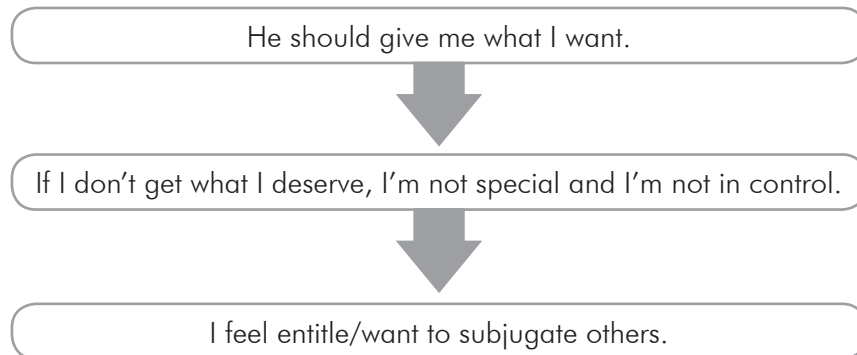 He should give me what I want.
If I don’t get what I deserve, I’m not special and I’m not in control.
I feel entitle/want to subjugate others.